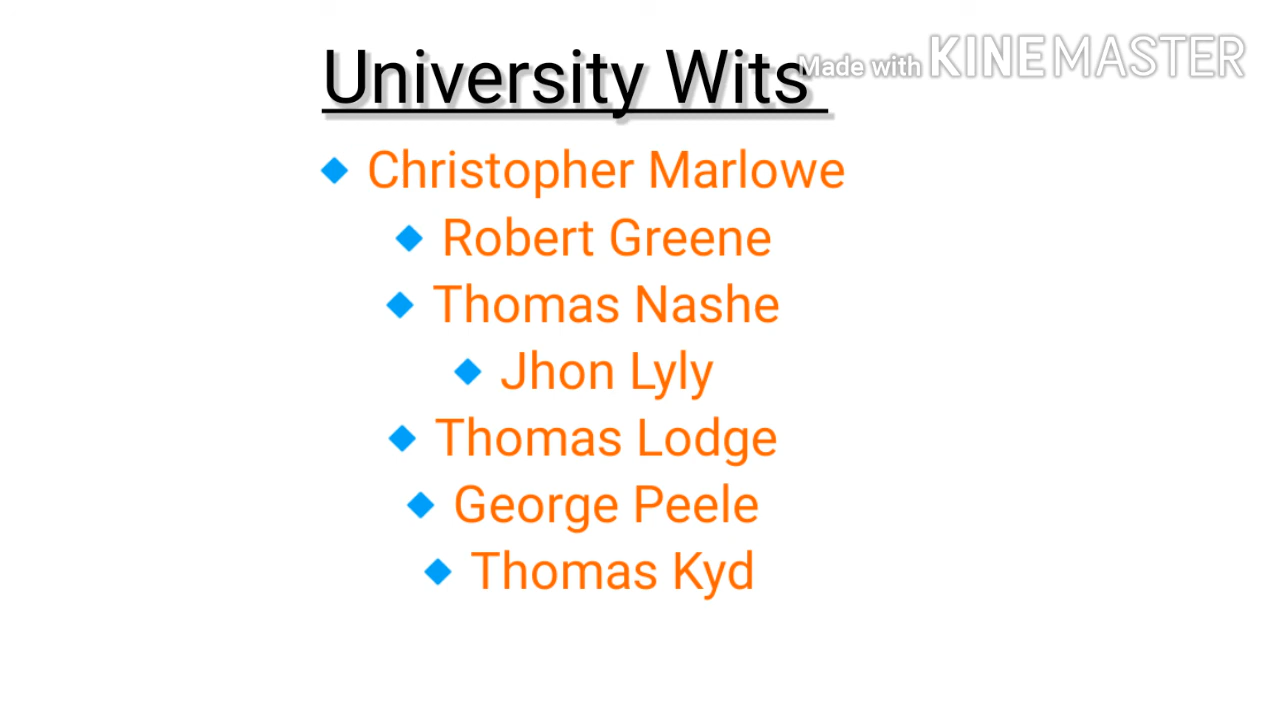 University Wits
Made with KINEMASTER
Christopher Marlowe
Robert Greene
Thomas Nashe
Jhon Lyly
Thomas Lodge
George Peele
Thomas Kyd